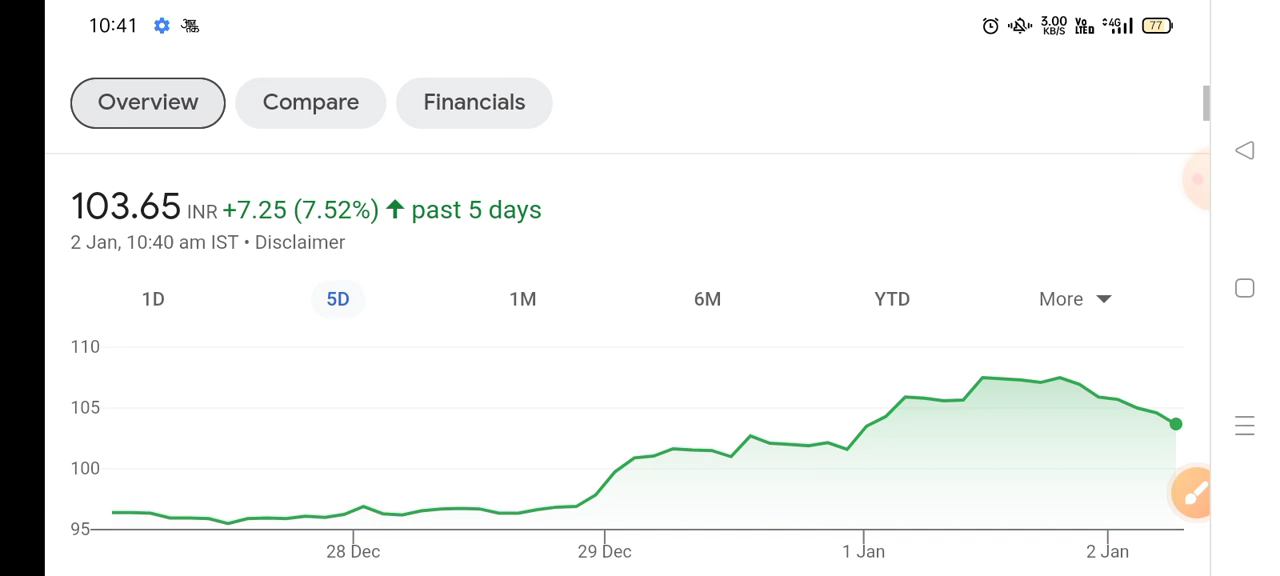 10:41
3.00 KB/S Vo LTED 4G 77
Overview Compare Financials
103.65 INR +7.25 (7.52%) ↑ past 5 days
2 Jan, 10:40 am IST • Disclaimer
1D 5D 1M 6M YTD More
110
105
100
95
28 Dec 29 Dec 1 Jan 2 Jan